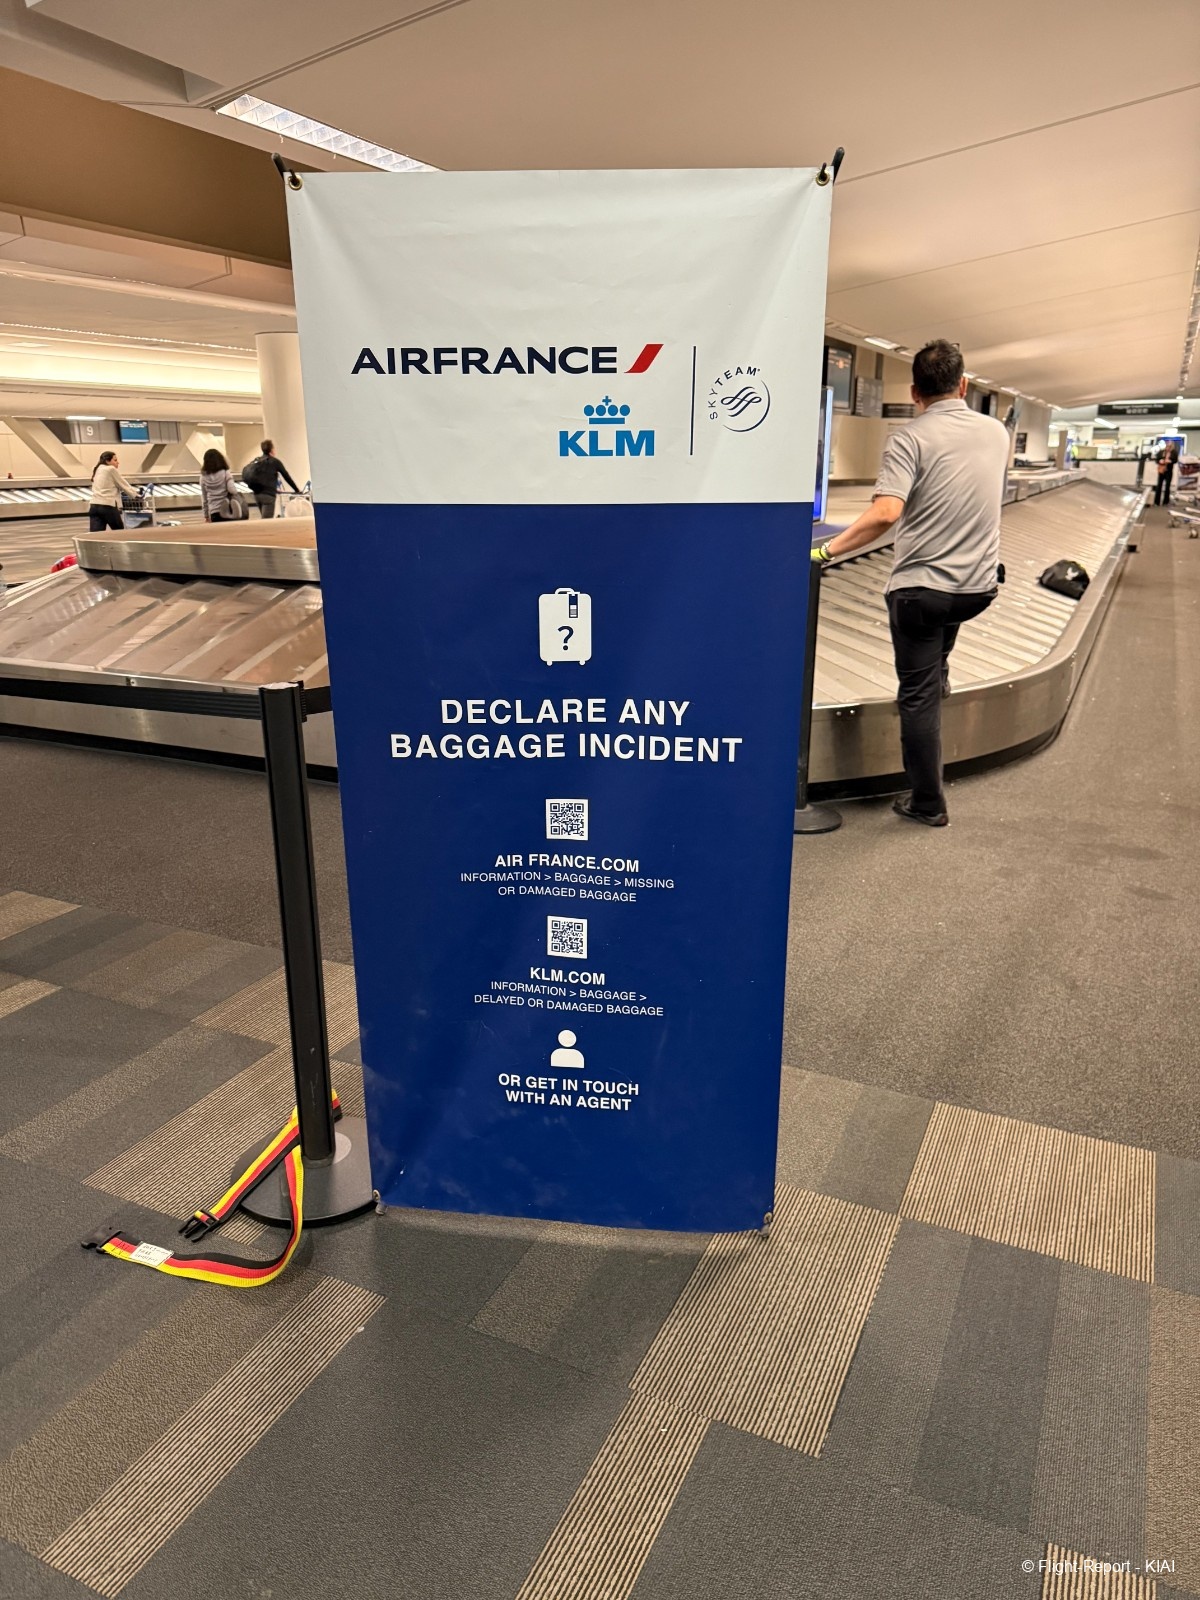 AIRFRANCE
KLM
SKYTEAM
?
DECLARE ANY
BAGGAGE INCIDENT
AIR FRANCE.COM
INFORMATION > BAGGAGE > MISSING
OR DAMAGED BAGGAGE
KLM.COM
INFORMATION > BAGGAGE >
DELAYED OR DAMAGED BAGGAGE
OR GET IN TOUCH
WITH AN AGENT
9
© Flight-Report - KIAI